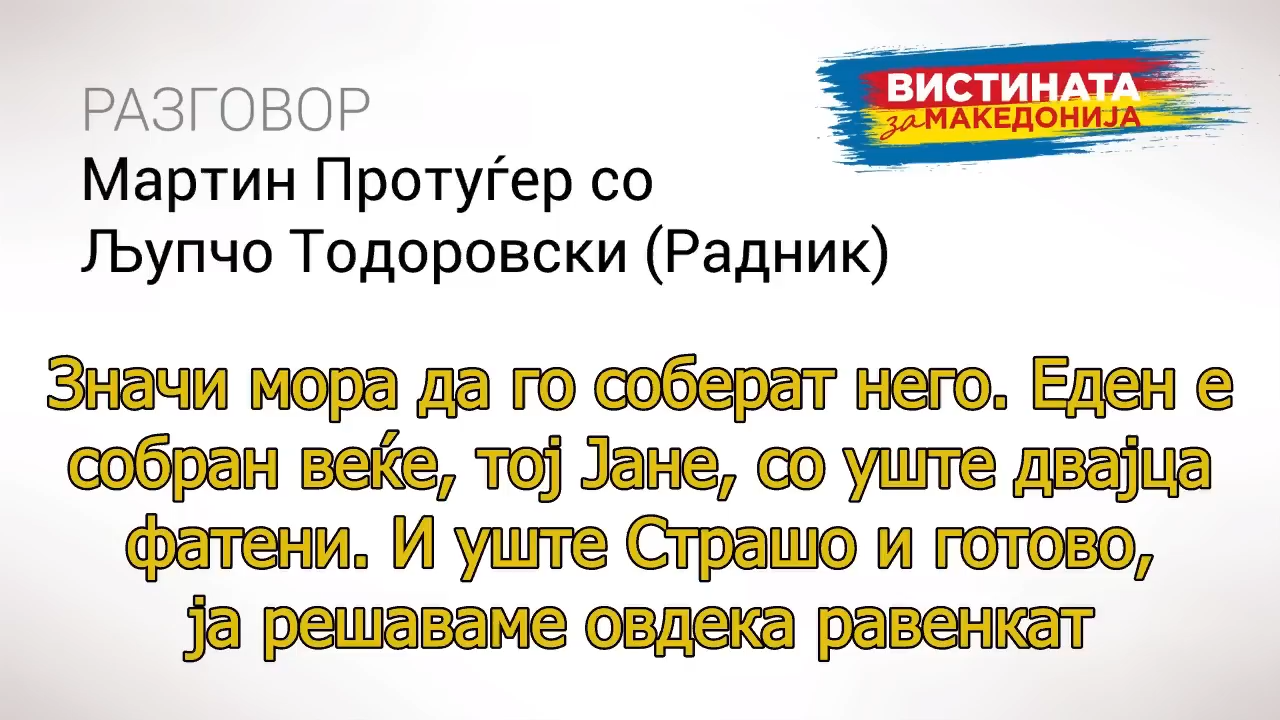 РАЗГОВОР
Мартин Протуѓер со
Љупчо Тодоровски (Радник)
ВИСТИНАТА
за МАКЕДОНИЈА
Значи мора да го соберат него. Еден е
собран веќе, тој Јане, со уште двајца
фатени. И уште Страшо и готово,
ја решаваме овдека равенкат